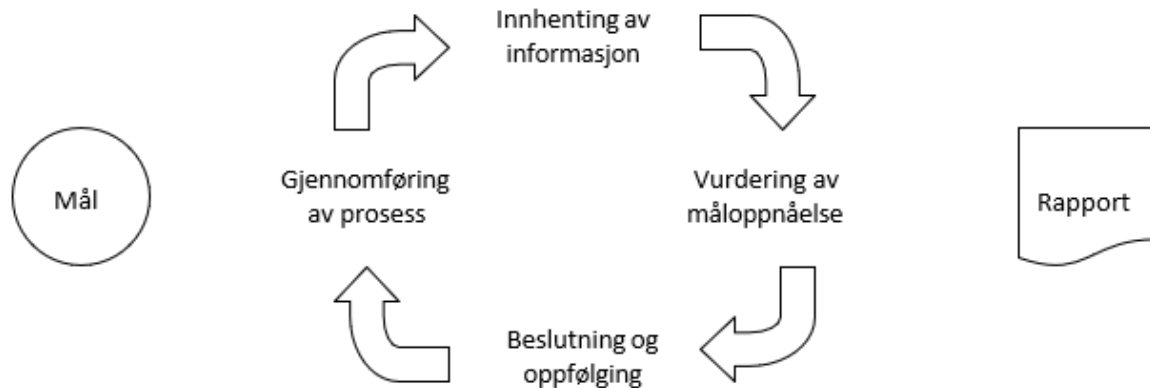 Innhenting av
informasjon
Mål
Gjennomføring
av prosess
Vurdering av
måloppnåelse
Rapport
Beslutning og
oppfølging